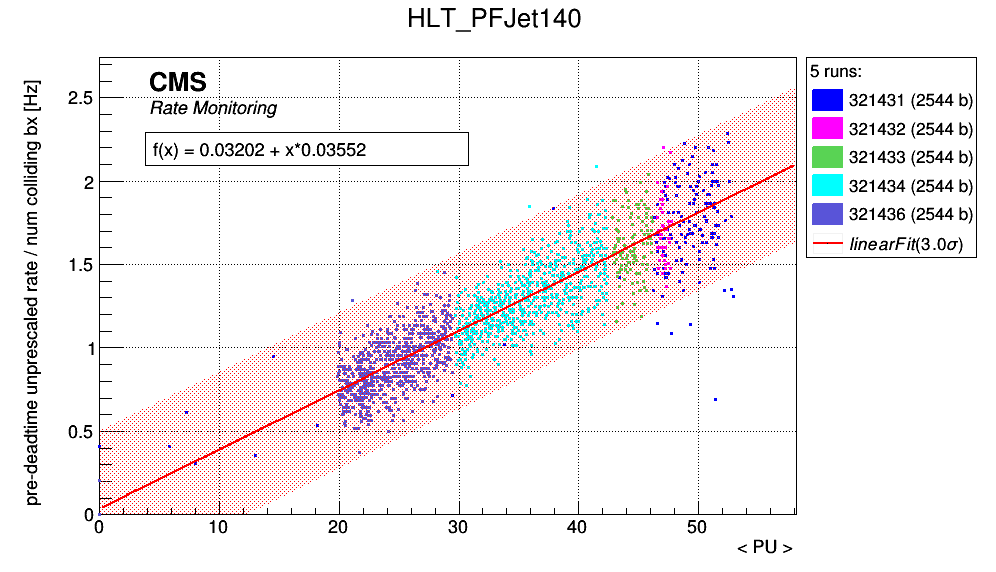 HLT_PFJet140
pre-deadtime unprescaled rate / num colliding bx [Hz]
CMS
Rate Monitoring
f(x) = 0.03202 + x*0.03552
2.5
2
1.5
1
0.5
0
0 10 20 30 40 50
< PU >
5 runs:
321431 (2544 b)
321432 (2544 b)
321433 (2544 b)
321434 (2544 b)
321436 (2544 b)
linearFit(3.0σ)